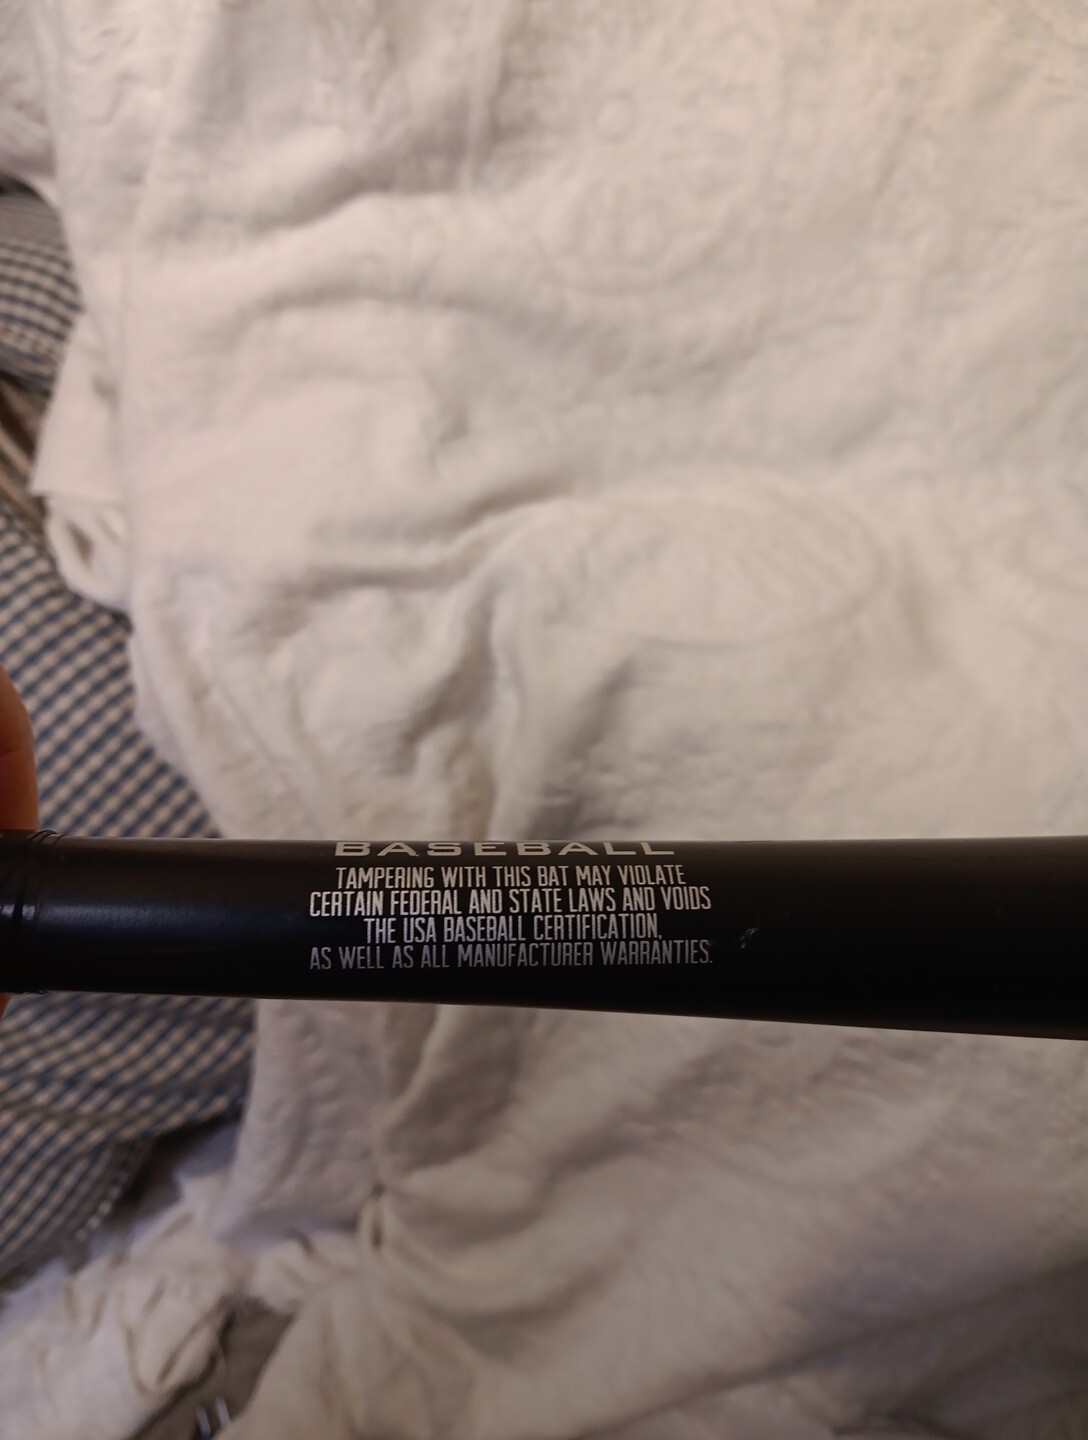 BASEBALL
TAMPERING WITH THIS BAT MAY VIOLATE
CERTAIN FEDERAL AND STATE LAWS AND VOIDS
THE USA BASEBALL CERTIFICATION,
AS WELL AS ALL MANUFACTURER WARRANTIES.